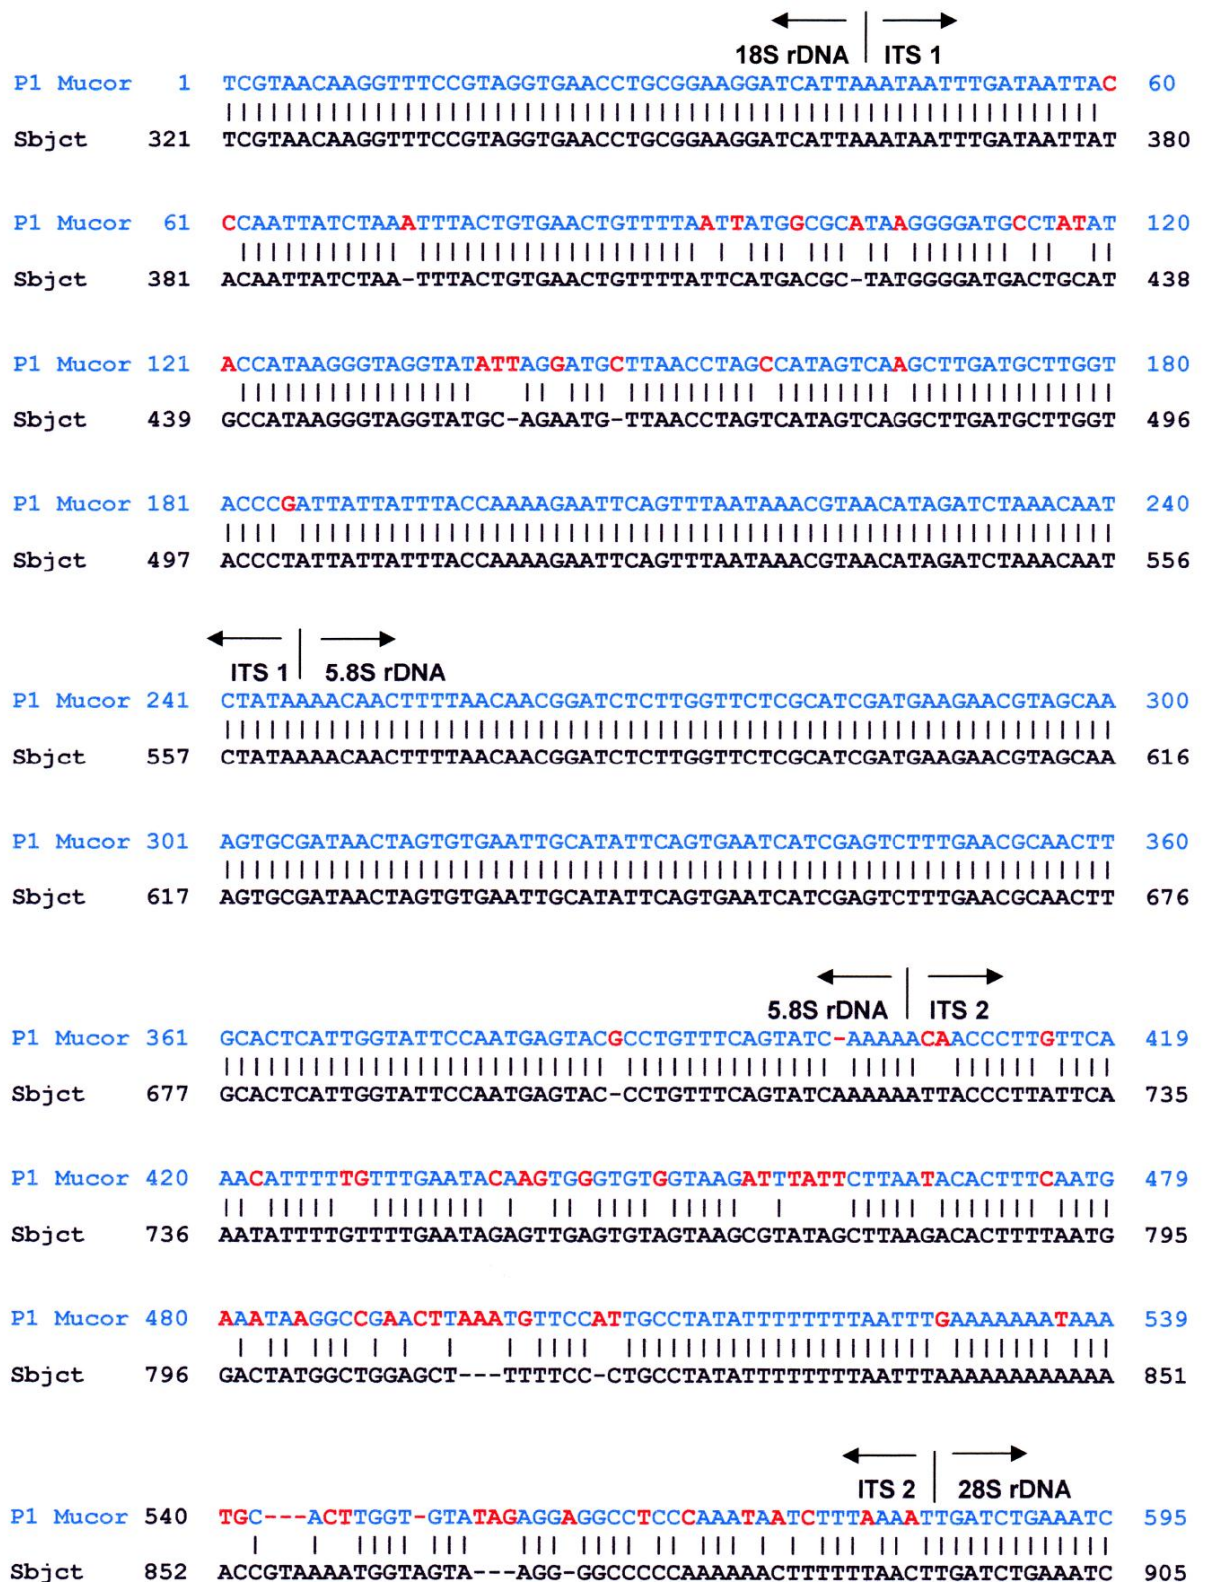 18S rDNA ITS 1
P1 Mucor 1 TCGTAACAAGGTTTCCGTAGGTGAACCTGCGGAAGGATCATTAAATAATTTGATAATTAC 60
Sbjct 321 TCGTAACAAGGTTTCCGTAGGTGAACCTGCGGAAGGATCATTAAATAATTTGATAATTAT 380
P1 Mucor 61 CCAATTATCTAAATTTACTGTGAACTGTTTTAATTATGGCGCATAAGGGGATGCCTATAT 120
Sbjct 381 ACAATTATCTAA-TTTACTGTGAACTGTTTTATTCATGACGC-TATGGGGATGACTGCAT 438
P1 Mucor 121 ACCATAAGGGTAGGTATATTAGGATGCTTAACCTAGCCATAGTCAAGCTTGATGCTTGGT 180
Sbjct 439 GCCATAAGGGTAGGTATGC-AGAATG-TTAACCTAGTCATAGTCAGGCTTGATGCTTGGT 496
P1 Mucor 181 ACCCGATTATTATTTACCAAAAGAATTCAGTTTAATAAACGTAACATAGATCTAAACAAT 240
Sbjct 497 ACCCTATTATTATTTACCAAAAGAATTCAGTTTAATAAACGTAACATAGATCTAAACAAT 556
ITS 1 5.8S rDNA
P1 Mucor 241 CTATAAAACAACTTTTAACAACGGATCTCTTGGTTCTCGCATCGATGAAGAACGTAGCAA 300
Sbjct 557 CTATAAAACAACTTTTAACAACGGATCTCTTGGTTCTCGCATCGATGAAGAACGTAGCAA 616
P1 Mucor 301 AGTGCGATAACTAGTGTGAATTGCATATTCAGTGAATCATCGAGTCTTTGAACGCAACTT 360
Sbjct 617 AGTGCGATAACTAGTGTGAATTGCATATTCAGTGAATCATCGAGTCTTTGAACGCAACTT 676
5.8S rDNA ITS 2
P1 Mucor 361 GCACTCATTGGTATTCCAATGAGTACGCCTGTTTCAGTATC-AAAAACAACCCTTGTTCA 419
Sbjct 677 GCACTCATTGGTATTCCAATGAGTAC-CCTGTTTCAGTATCAAAAAATTACCCTTATTCA 735
P1 Mucor 420 AACATTTTTTGTTTGAATACAAGTGGGTGTGGTAAGATTTATTCTTAATACACTTTCAATG 479
Sbjct 736 AATATTTTGTTTTGAATAGAGTTGAGTGTAGTAAGCGTATAGCTTAAGACACTTTTAATG 795
P1 Mucor 480 AAATAAGGCCGAACTTAAATGTTCCATTGCCTATATTTTTTTTTAATTTGAAAAAAATAAA 539
Sbjct 796 GACTATGGCTGGAGCT---TTTTCC-CTGCCTATATTTTTTTTTAATTTAAAAAAAAAAAA 851
P1 Mucor 540 TGC---ACTTGGT-GTATAGAGGAGGCCTCCCAAATAATCTTTAAAATTGATCTGAAATC 595
Sbjct 852 ACCGTAAAATGGTAGTA---AGG-GGCCCCCAAAAAACTTTTTTAACTTGATCTGAAATC 905
ITS 2 28S rDNA